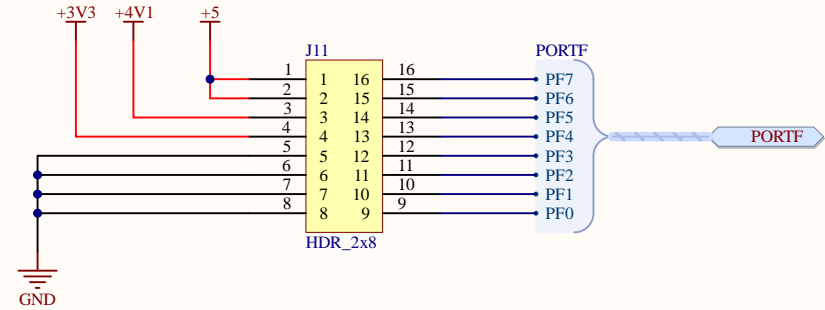 +3V3 +4V1 +5
J11 PORTF
1 1 16 16 PF7
2 2 15 15 PF6
3 3 14 14 PF5
4 4 13 13 PF4 PORTF
5 5 12 12 PF3
6 6 11 11 PF2
7 7 10 10 PF1
8 8 9 9 PF0
HDR_2x8
GND